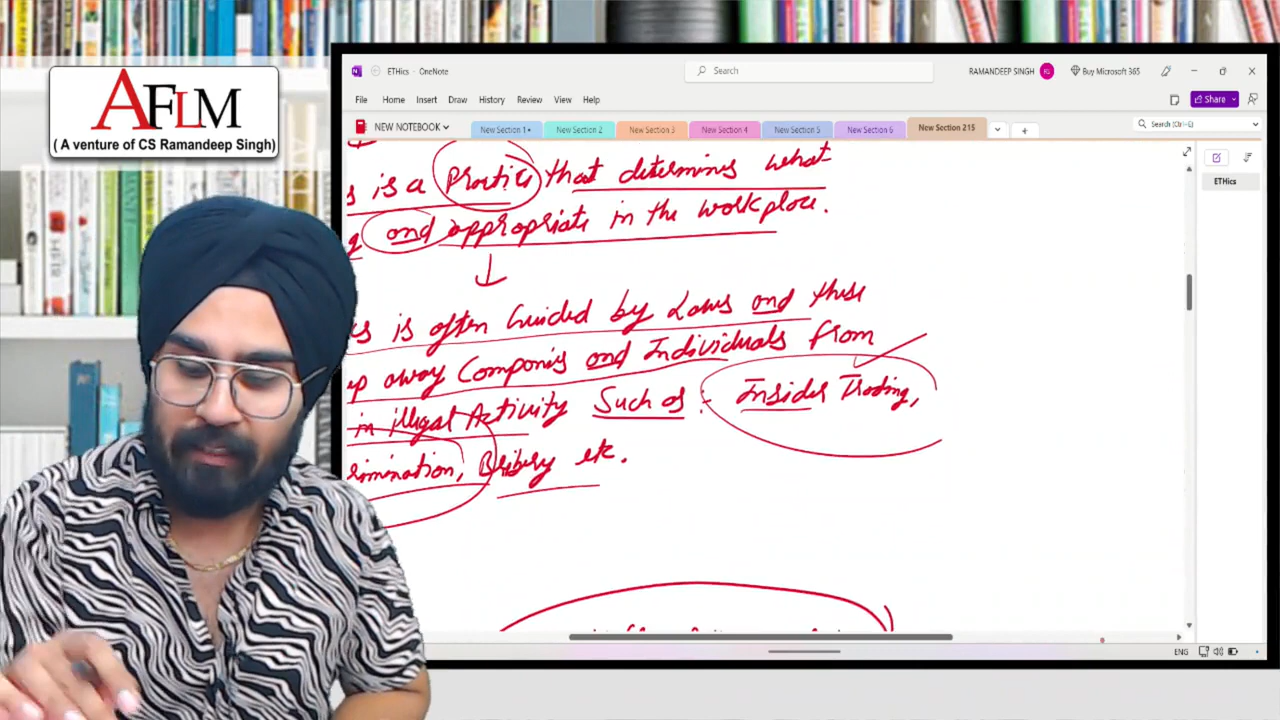 AFLM
( A venture of CS Ramandeep Singh)
ETHics - OneNote
Search
RAMANDEEP SINGH
Buy Microsoft 365
File Home Insert Draw History Review View Help
Share
NEW NOTEBOOK
New Section 1
New Section 2
New Section 3
New Section 4
New Section 5
New Section 6
New Section 215
Search (Ctrl+E)
ETHics
s is a Practice that determines what
g and appropriate in the workplace.
cs is often Guided by Laws and these
ep away Companies and Individuals from
in illegal Activity Such as :- Insider Trading,
rimination, Bribery etc.
ENG